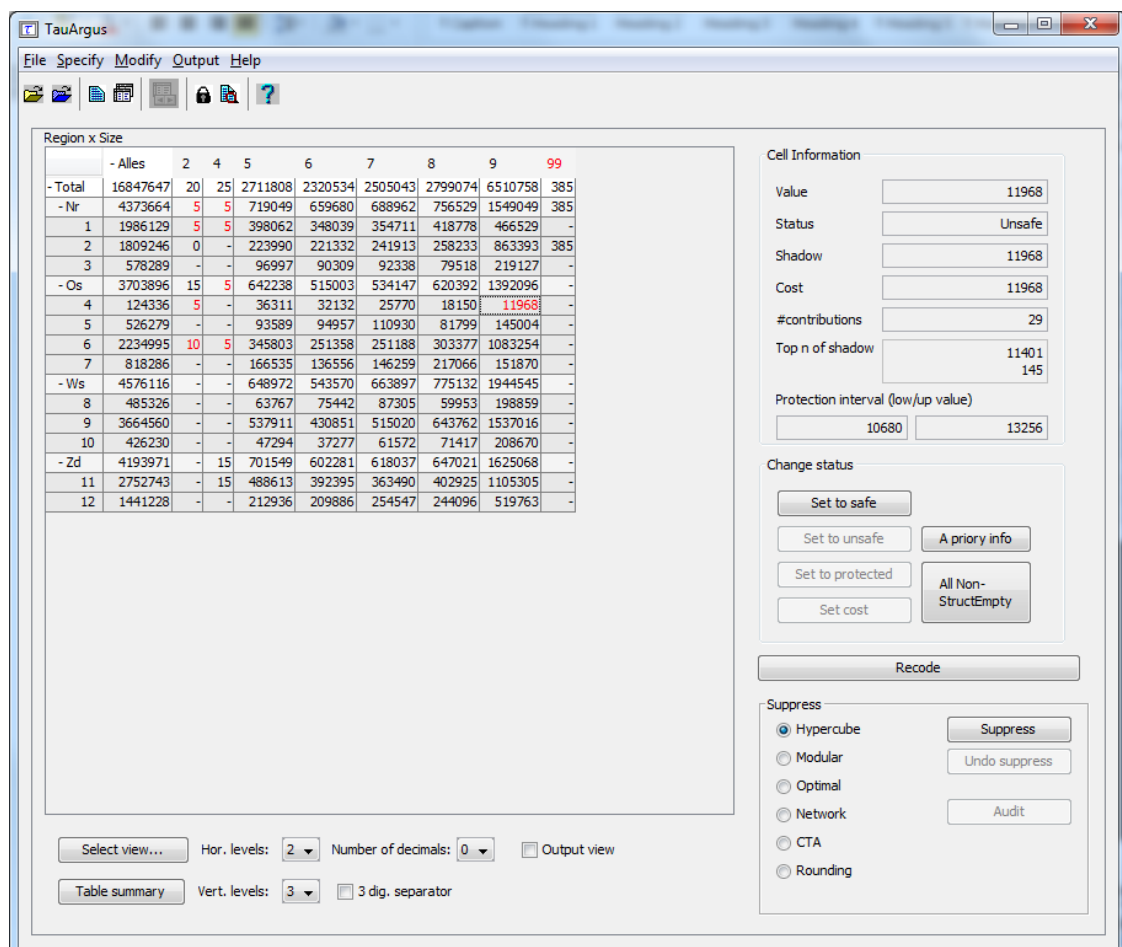 TauArgus
File Specify Modify Output Help
Region x Size
- Alles 2 4 5 6 7 8 9 99
- Total 16847647 20 25 2711808 2320534 2505043 2799074 6510758 385
- Nr 4373664 5 5 719049 659680 688962 756529 1549049 385
1 1986129 5 5 398062 348039 354711 418778 466529 -
2 1809246 0 - 223990 221332 241913 258233 863393 385
3 578289 - - 96997 90309 92338 79518 219127 -
- Os 3703896 15 5 642238 515003 534147 620392 1392096 -
4 124336 5 - 36311 32132 25770 18150 11968 -
5 526279 - - 93589 94957 110930 81799 145004 -
6 2234995 10 5 345803 251358 251188 303377 1083254 -
7 818286 - - 166535 136556 146259 217066 151870 -
- Ws 4576116 - - 648972 543570 663897 775132 1944545 -
8 485326 - - 63767 75442 87305 59953 198859 -
9 3664560 - - 537911 430851 515020 643762 1537016 -
10 426230 - - 47294 37277 61572 71417 208670 -
- Zd 4193971 - 15 701549 602281 618037 647021 1625068 -
11 2752743 - 15 488613 392395 363490 402925 1105305 -
12 1441228 - - 212936 209886 254547 244096 519763 -
Cell Information
Value 11968
Status Unsafe
Shadow 11968
Cost 11968
#contributions 29
Top n of shadow 11401
145
Protection interval (low/up value)
10680 13256
Change status
Set to safe
Set to unsafe A priory info
Set to protected All Non-
StructEmpty
Set cost
Recode
Suppress
Hypercube Suppress
Modular Undo suppress
Optimal
Network Audit
CTA
Rounding
Select view... Hor. levels: 2 Number of decimals: 0 Output view
Table summary Vert. levels: 3 3 dig. separator